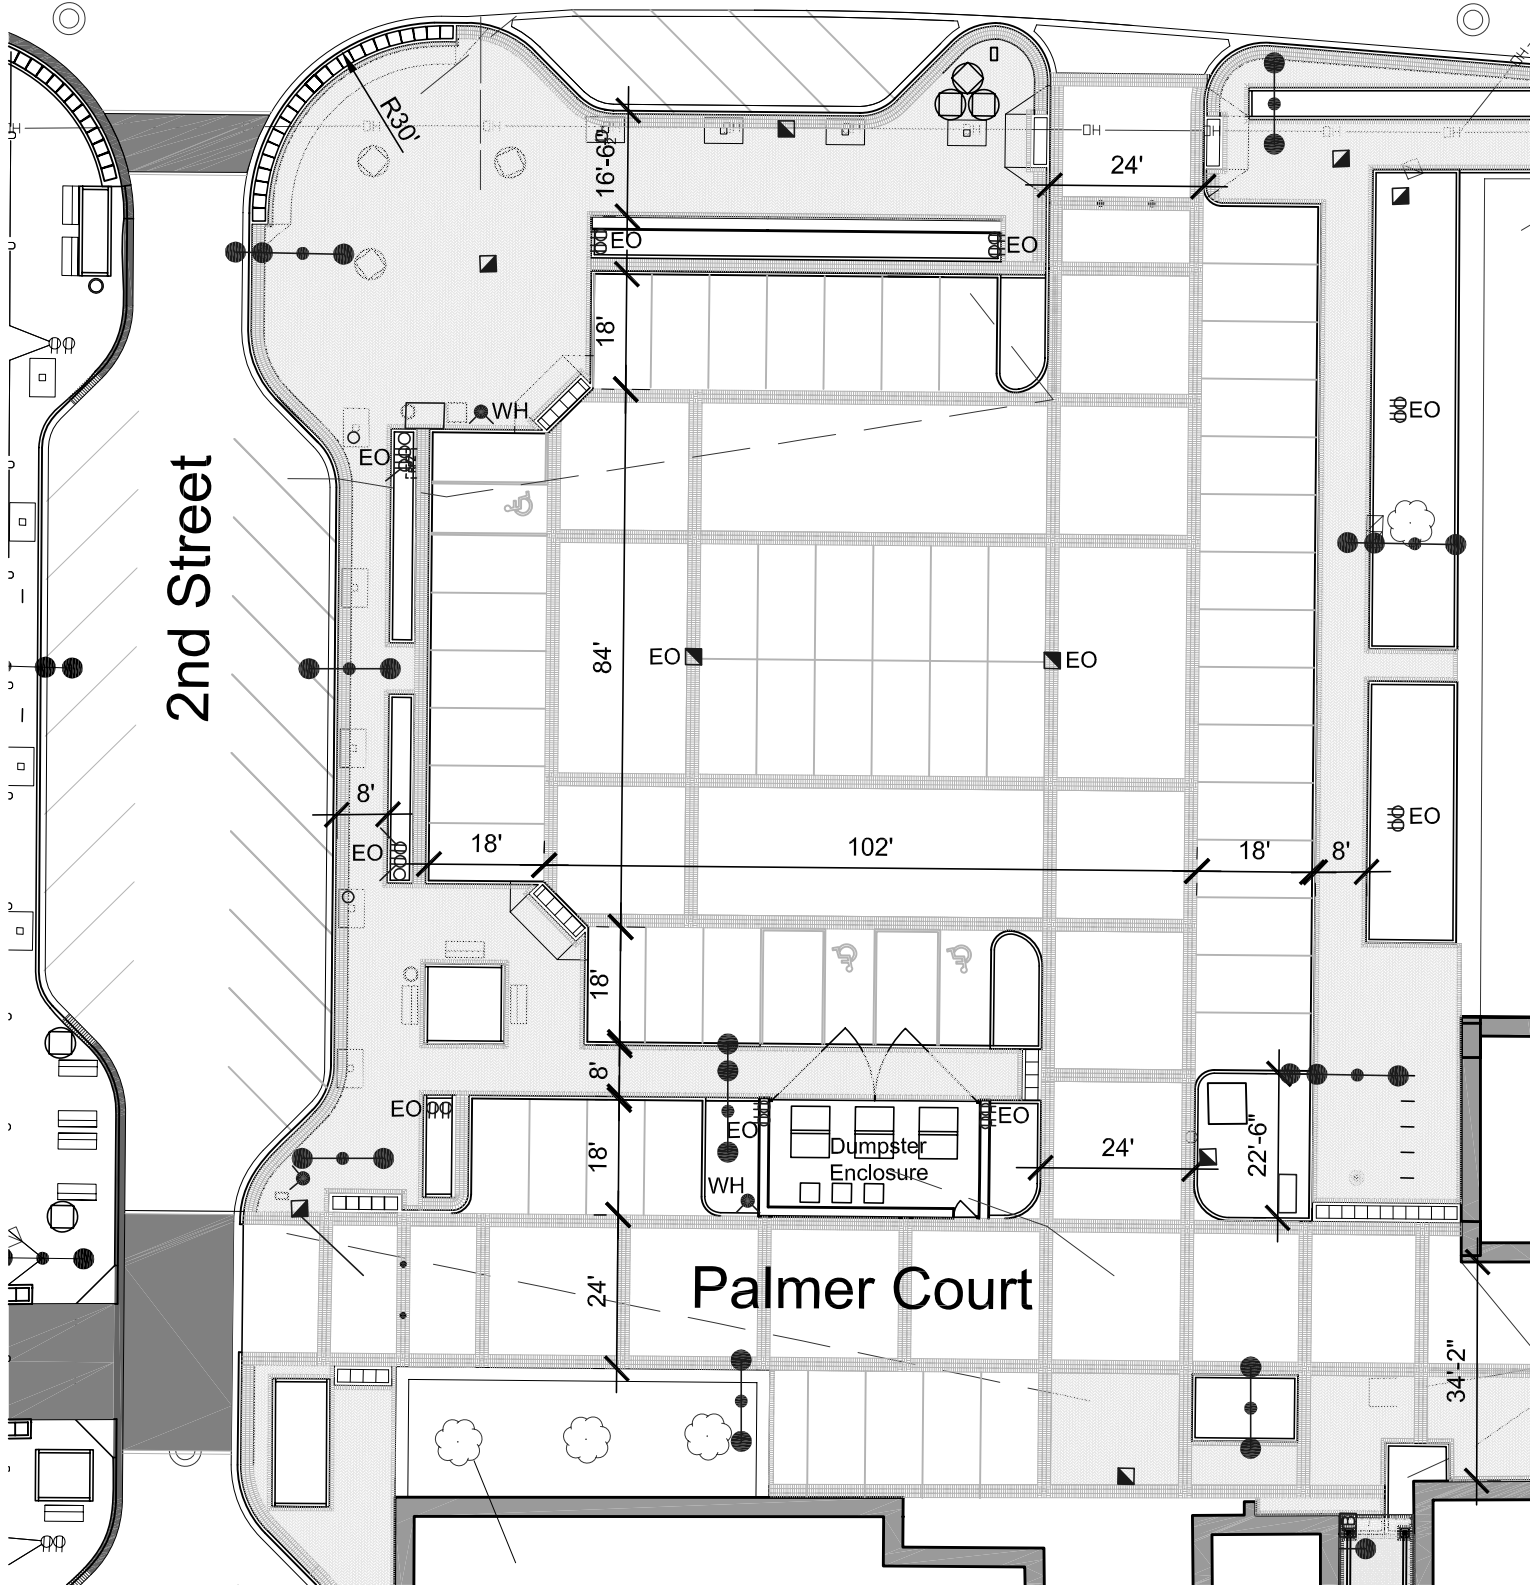 R30'
16'-6"
24'
EO
EO
18'
WH
EO
EO
2nd Street
84'
EO
EO
8'
18'
102'
18'
8'
EO
EO
18'
8'
EO
EO
EO
18'
Dumpster
Enclosure
24'
22'-6"
WH
24'
Palmer Court
34'-2"